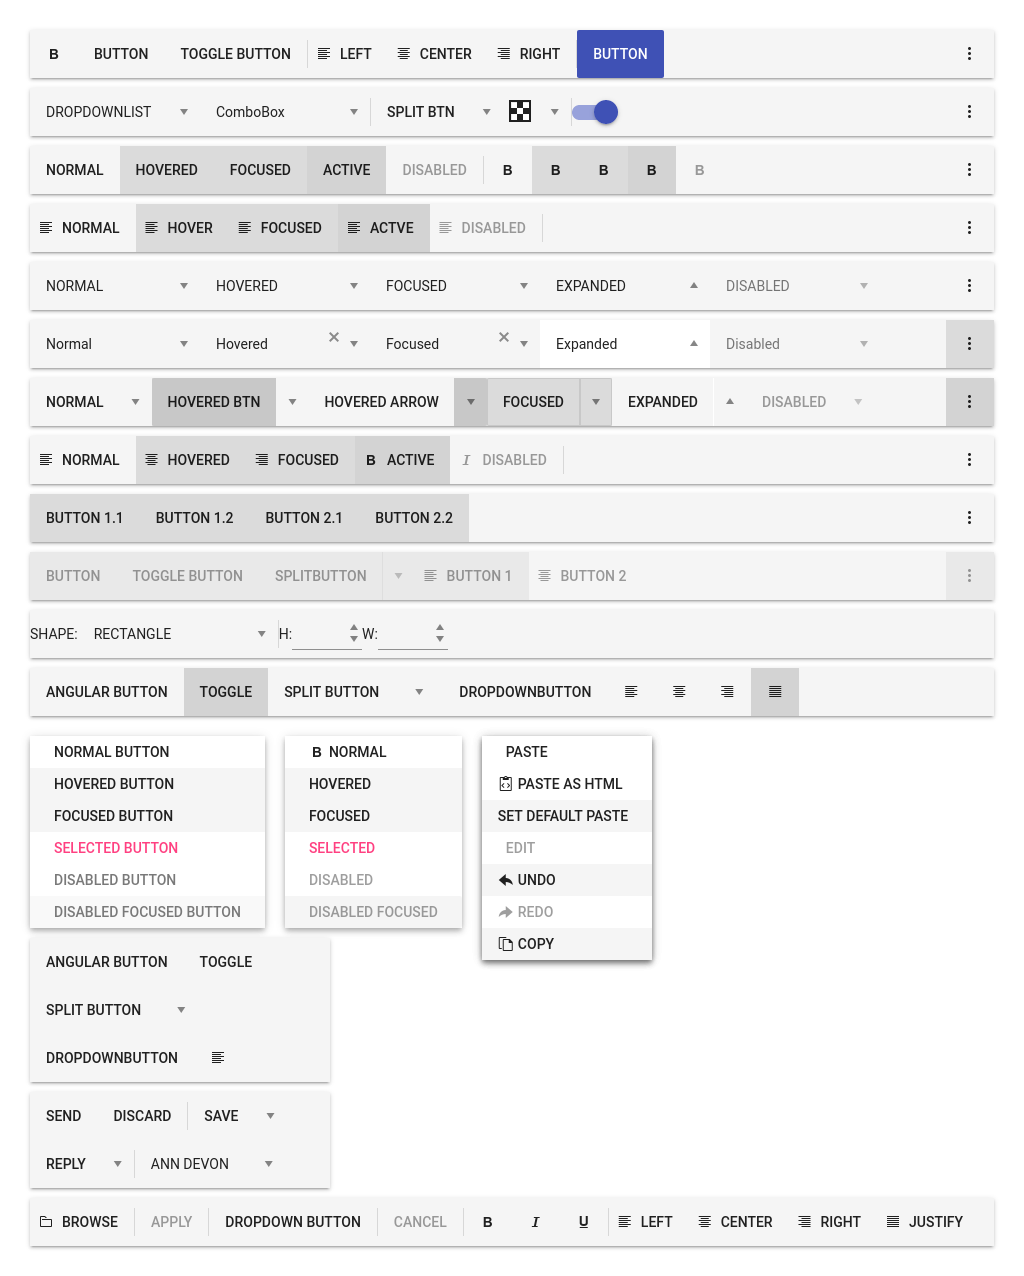 B BUTTON TOGGLE BUTTON LEFT CENTER RIGHT BUTTON
DROPDOWNLIST ComboBox SPLIT BTN
NORMAL HOVERED FOCUSED ACTIVE DISABLED B B B B B
NORMAL HOVER FOCUSED ACTVE DISABLED
NORMAL HOVERED FOCUSED EXPANDED DISABLED
Normal Hovered Focused Expanded Disabled
NORMAL HOVERED BTN HOVERED ARROW FOCUSED EXPANDED DISABLED
NORMAL HOVERED FOCUSED B ACTIVE I DISABLED
BUTTON 1.1 BUTTON 1.2 BUTTON 2.1 BUTTON 2.2
BUTTON TOGGLE BUTTON SPLITBUTTON BUTTON 1 BUTTON 2
SHAPE: RECTANGLE H: W:
ANGULAR BUTTON TOGGLE SPLIT BUTTON DROPDOWNBUTTON
NORMAL BUTTON
HOVERED BUTTON
FOCUSED BUTTON
SELECTED BUTTON
DISABLED BUTTON
DISABLED FOCUSED BUTTON
B NORMAL
HOVERED
FOCUSED
SELECTED
DISABLED
DISABLED FOCUSED
PASTE
PASTE AS HTML
SET DEFAULT PASTE
EDIT
UNDO
REDO
COPY
ANGULAR BUTTON TOGGLE
SPLIT BUTTON
DROPDOWNBUTTON
SEND DISCARD SAVE
REPLY ANN DEVON
BROWSE APPLY DROPDOWN BUTTON CANCEL B I U LEFT CENTER RIGHT JUSTIFY